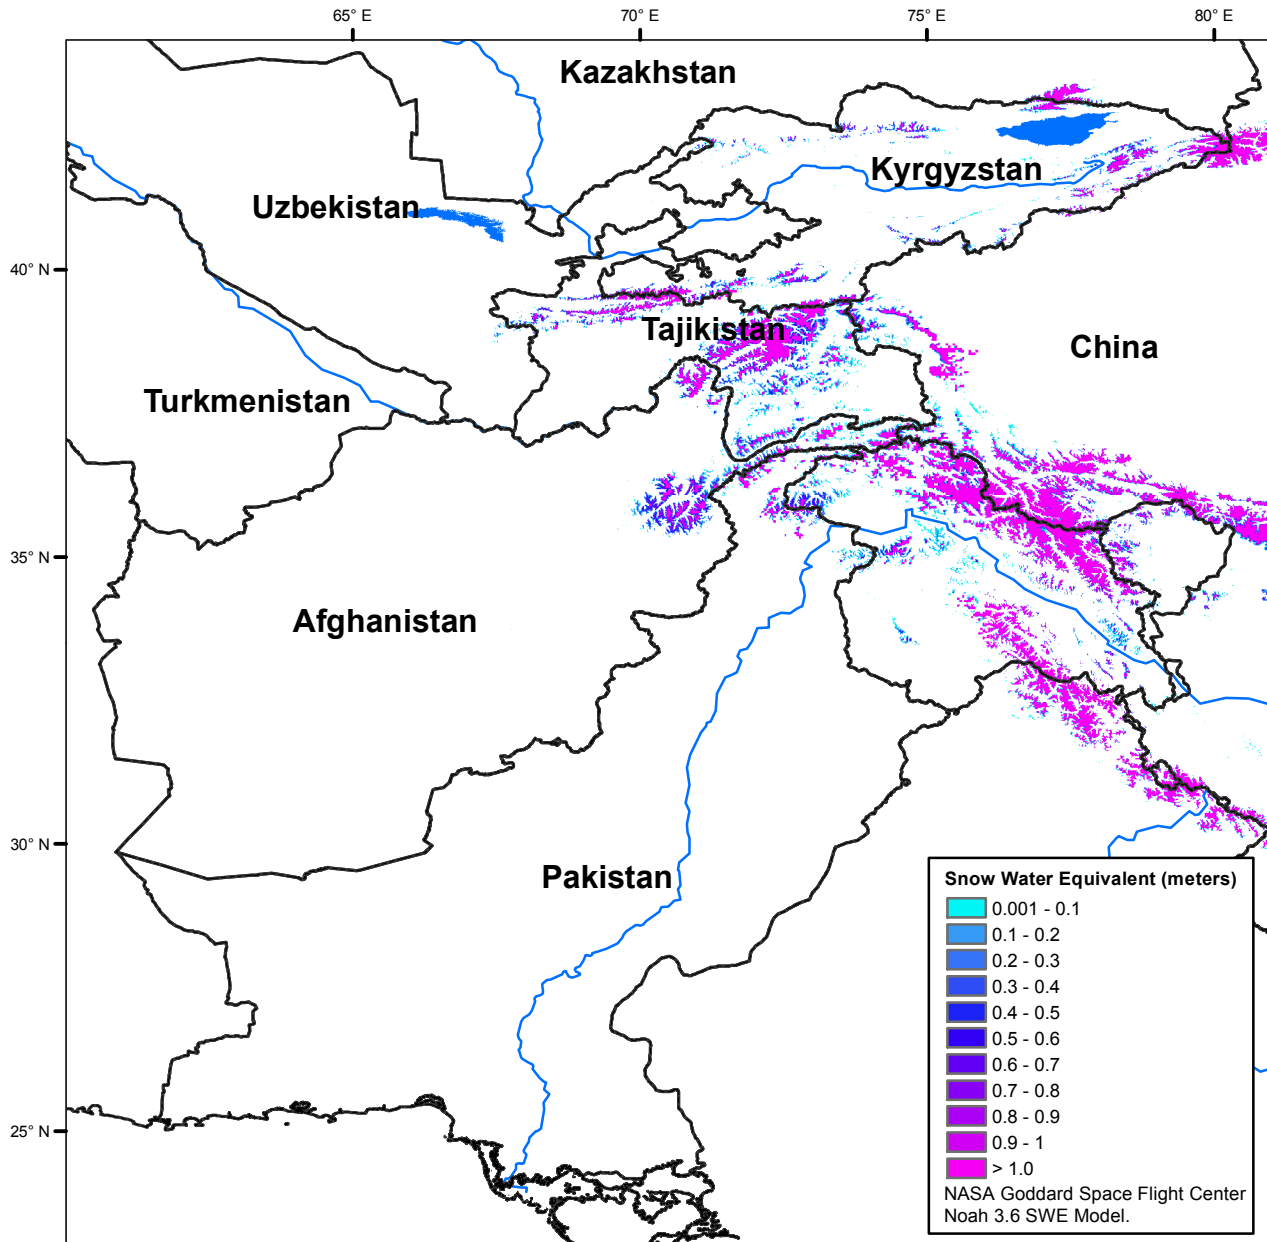 65° E
70° E
75° E
80° E
Kazakhstan
Kyrgyzstan
Uzbekistan
40° N
Tajikistan
China
Turkmenistan
35° N
Afghanistan
30° N
Pakistan
25° N
Snow Water Equivalent (meters)
0.001 - 0.1
0.1 - 0.2
0.2 - 0.3
0.3 - 0.4
0.4 - 0.5
0.5 - 0.6
0.6 - 0.7
0.7 - 0.8
0.8 - 0.9
0.9 - 1
> 1.0
NASA Goddard Space Flight Center
Noah 3.6 SWE Model.